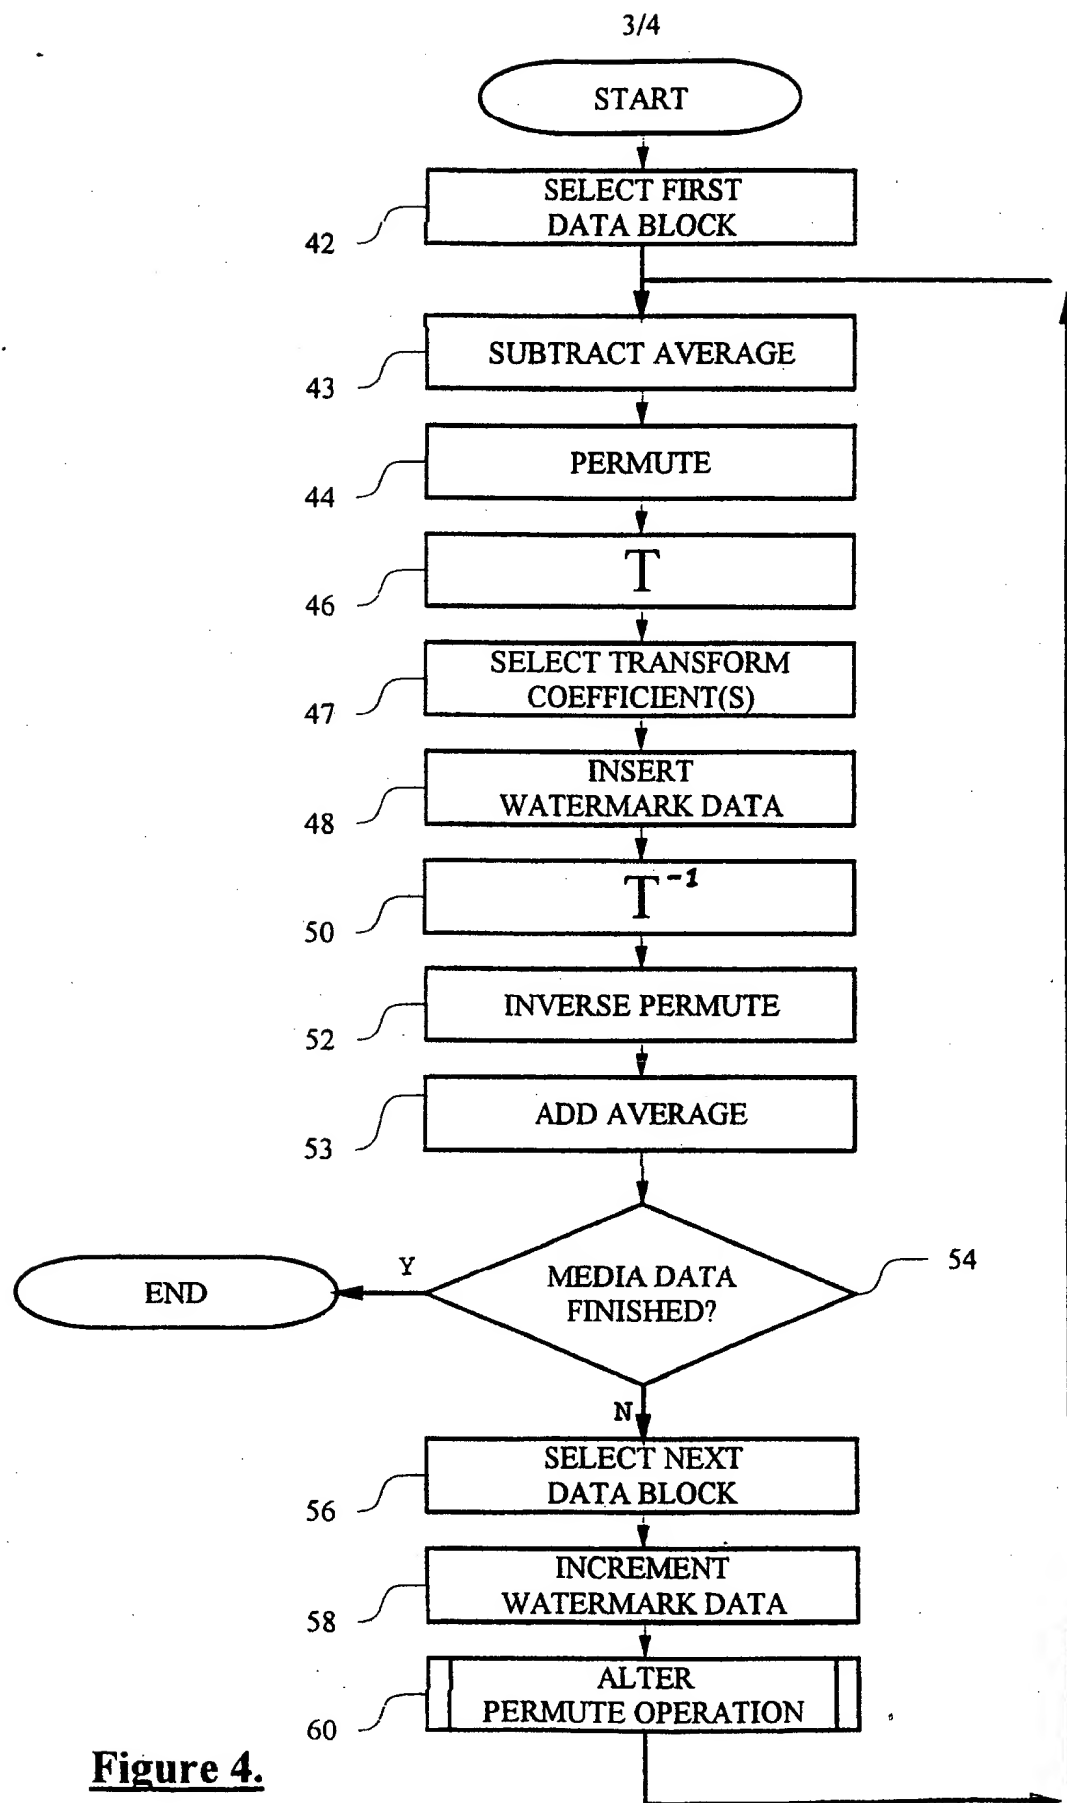 3/4
START
SELECT FIRST
DATA BLOCK
42
SUBTRACT AVERAGE
43
PERMUTE
44
T
46
SELECT TRANSFORM
COEFFICIENT(S)
47
INSERT
WATERMARK DATA
48
T⁻¹
50
INVERSE PERMUTE
52
ADD AVERAGE
53
MEDIA DATA
FINISHED?
54
Y
END
N
SELECT NEXT
DATA BLOCK
56
INCREMENT
WATERMARK DATA
58
ALTER
PERMUTE OPERATION
60
Figure 4.